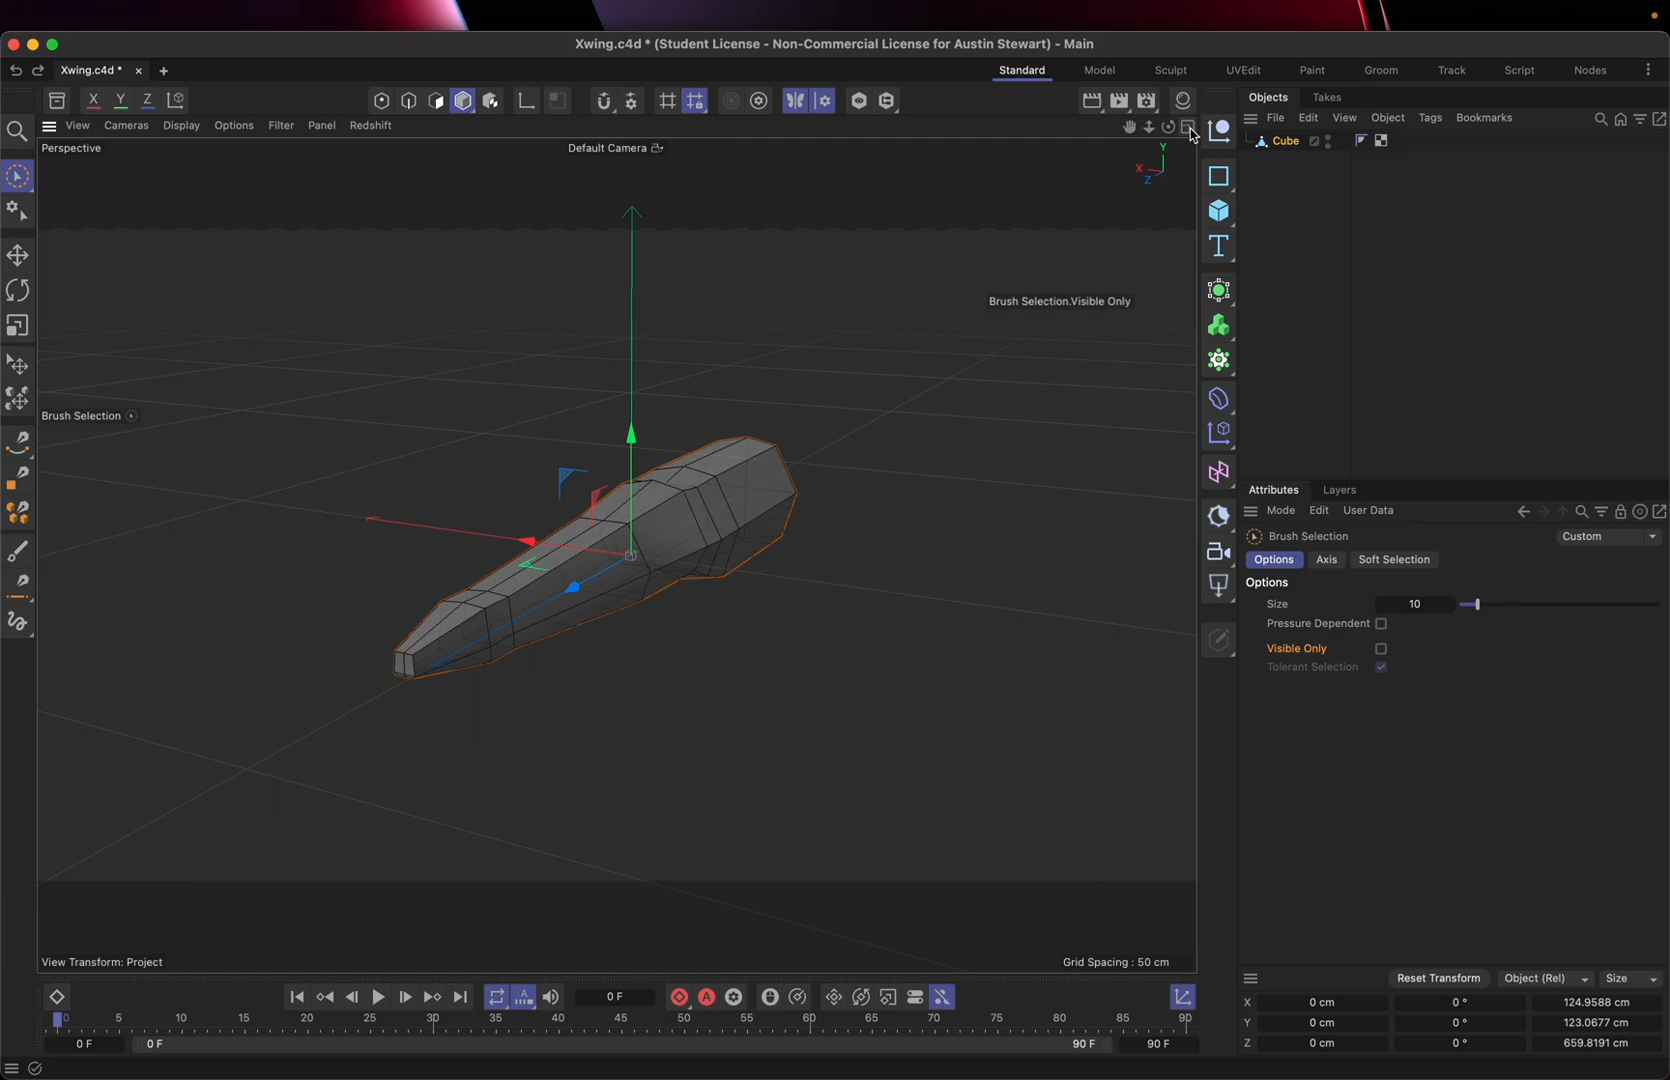 Xwing.c4d * (Student License - Non-Commercial License for Austin Stewart) - Main
Xwing.c4d * × +
Standard Model Sculpt UVEdit Paint Groom Track Script Nodes
X Y Z
Objects Takes
View Cameras Display Options Filter Panel Redshift
File Edit View Object Tags Bookmarks
Perspective
Default Camera
Cube
Y
X
Z
Brush Selection.Visible Only
Brush Selection
Attributes Layers
Mode Edit User Data
Brush Selection
Custom
Options Axis Soft Selection
Options
Size 10
Pressure Dependent
Visible Only
Tolerant Selection
View Transform: Project
Grid Spacing : 50 cm
Reset Transform Object (Rel) Size
0 F
A
A
X 0 cm 0 ° 124.9588 cm
Y 0 cm 0 ° 123.0677 cm
Z 0 cm 0 ° 659.8191 cm
0 5 10 15 20 25 30 35 40 45 50 55 60 65 70 75 80 85 90
0 F 0 F 90 F 90 F